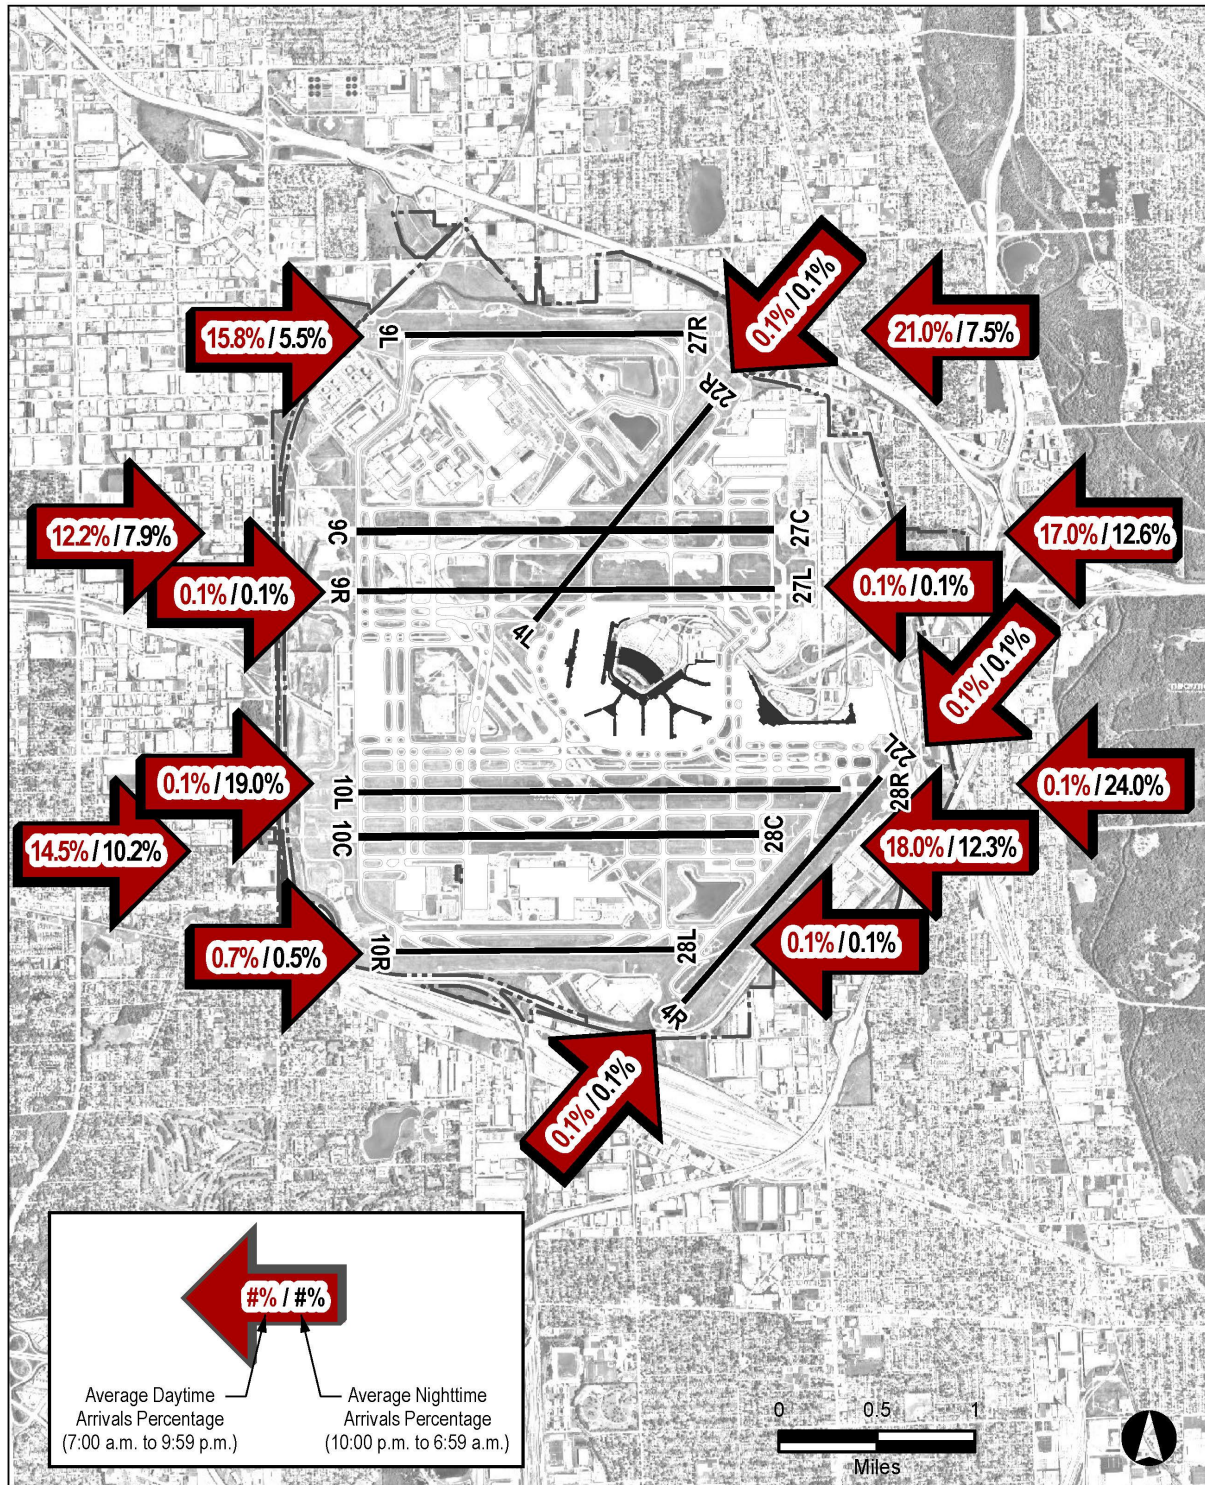 0.1% / 0.1%
15.8% / 5.5%
9L
27R
21.0% / 7.5%
22R
12.2% / 7.9%
9C
27C
17.0% / 12.6%
0.1% / 0.1%
9R
27L
0.1% / 0.1%
4L
0.1% / 0.1%
22L
0.1% / 19.0%
10L
28R
0.1% / 24.0%
14.5% / 10.2%
10C
28C
18.0% / 12.3%
0.7% / 0.5%
10R
28L
0.1% / 0.1%
4R
0.1% / 0.1%
#% / #%
Average Daytime
Arrivals Percentage
(7:00 a.m. to 9:59 p.m.)
Average Nighttime
Arrivals Percentage
(10:00 p.m. to 6:59 a.m.)
0 0.5 1
Miles